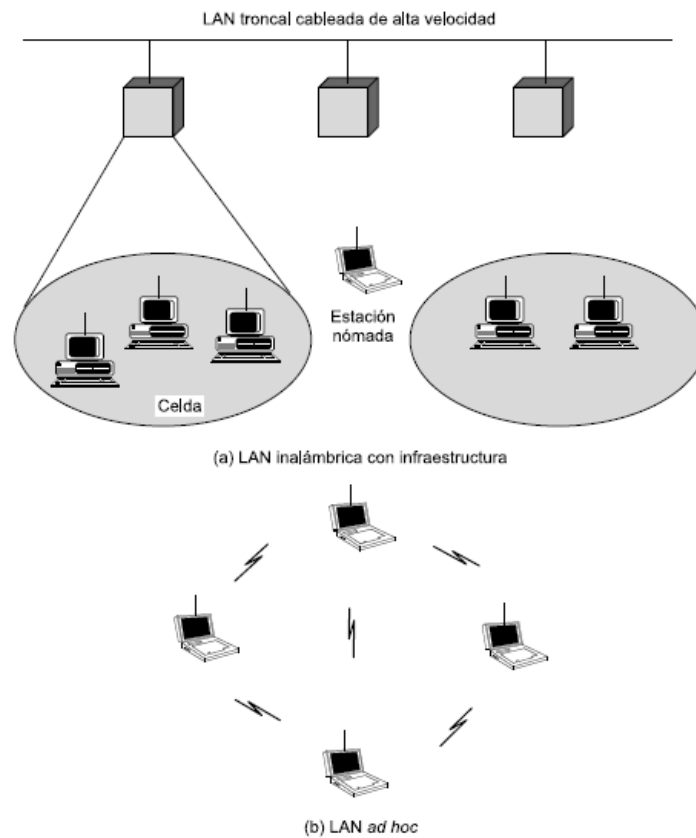 LAN troncal cableada de alta velocidad
Estación
nómada
Celda
(a) LAN inalámbrica con infraestructura
(b) LAN ad hoc